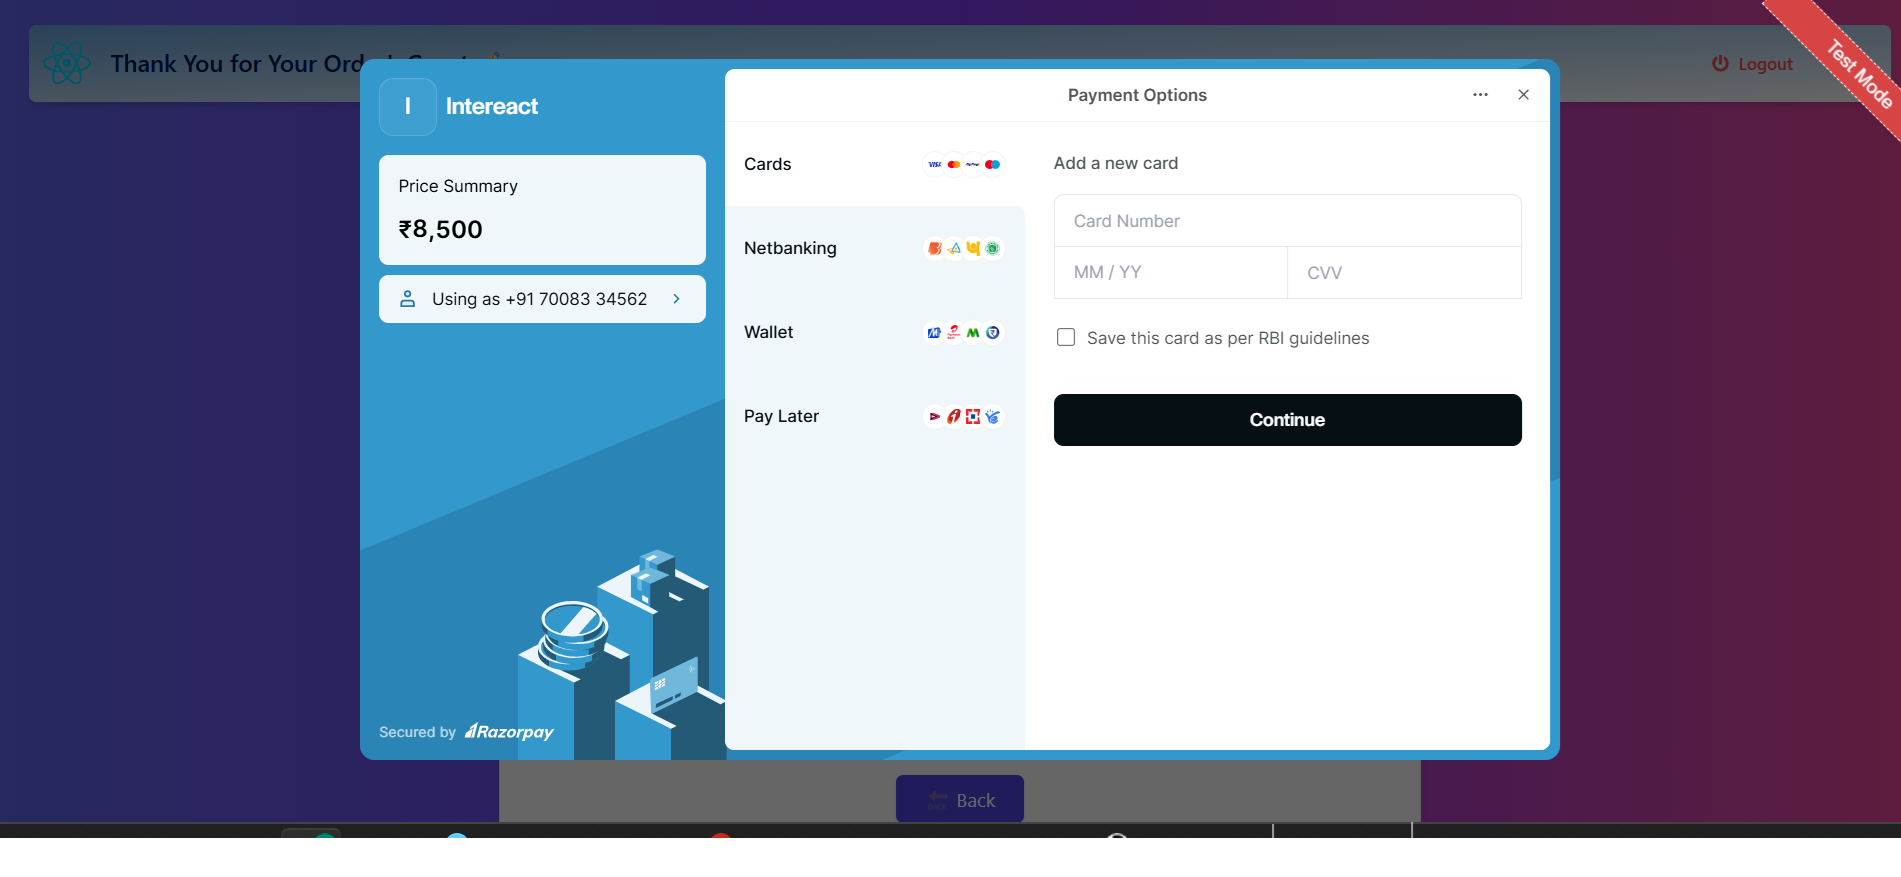 Thank You for Your Ord
Logout
Test Mode
I
Intereact
Price Summary
₹8,500
Using as +91 70083 34562
Secured by Razorpay
Payment Options
Cards
VISA
Netbanking
Wallet
Pay Later
Add a new card
Card Number
MM / YY
CVV
Save this card as per RBI guidelines
Continue
Back